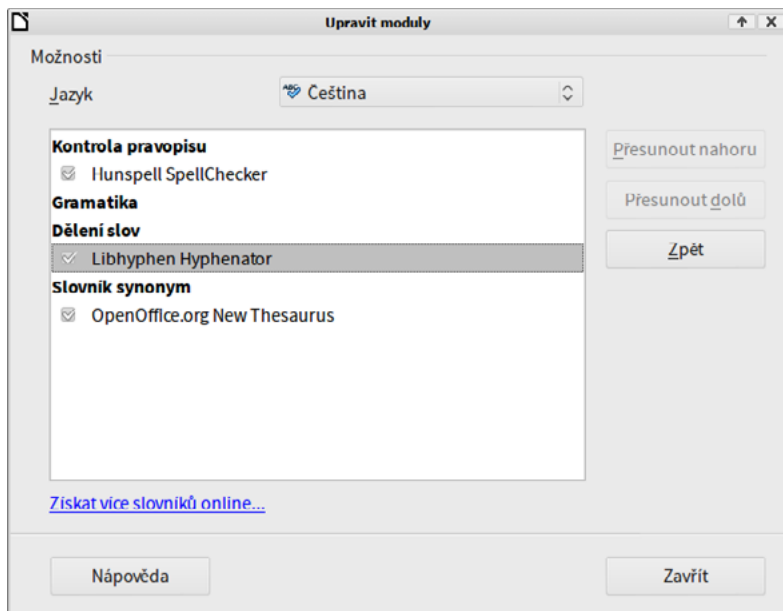 Upravit moduly
Možnosti
Jazyk
Čeština
Kontrola pravopisu
Hunspell SpellChecker
Gramatika
Dělení slov
Libhyphen Hyphenator
Slovník synonym
OpenOffice.org New Thesaurus
Přesunout nahoru
Přesunout dolů
Zpět
Získat více slovníků online...
Nápověda
Zavřít